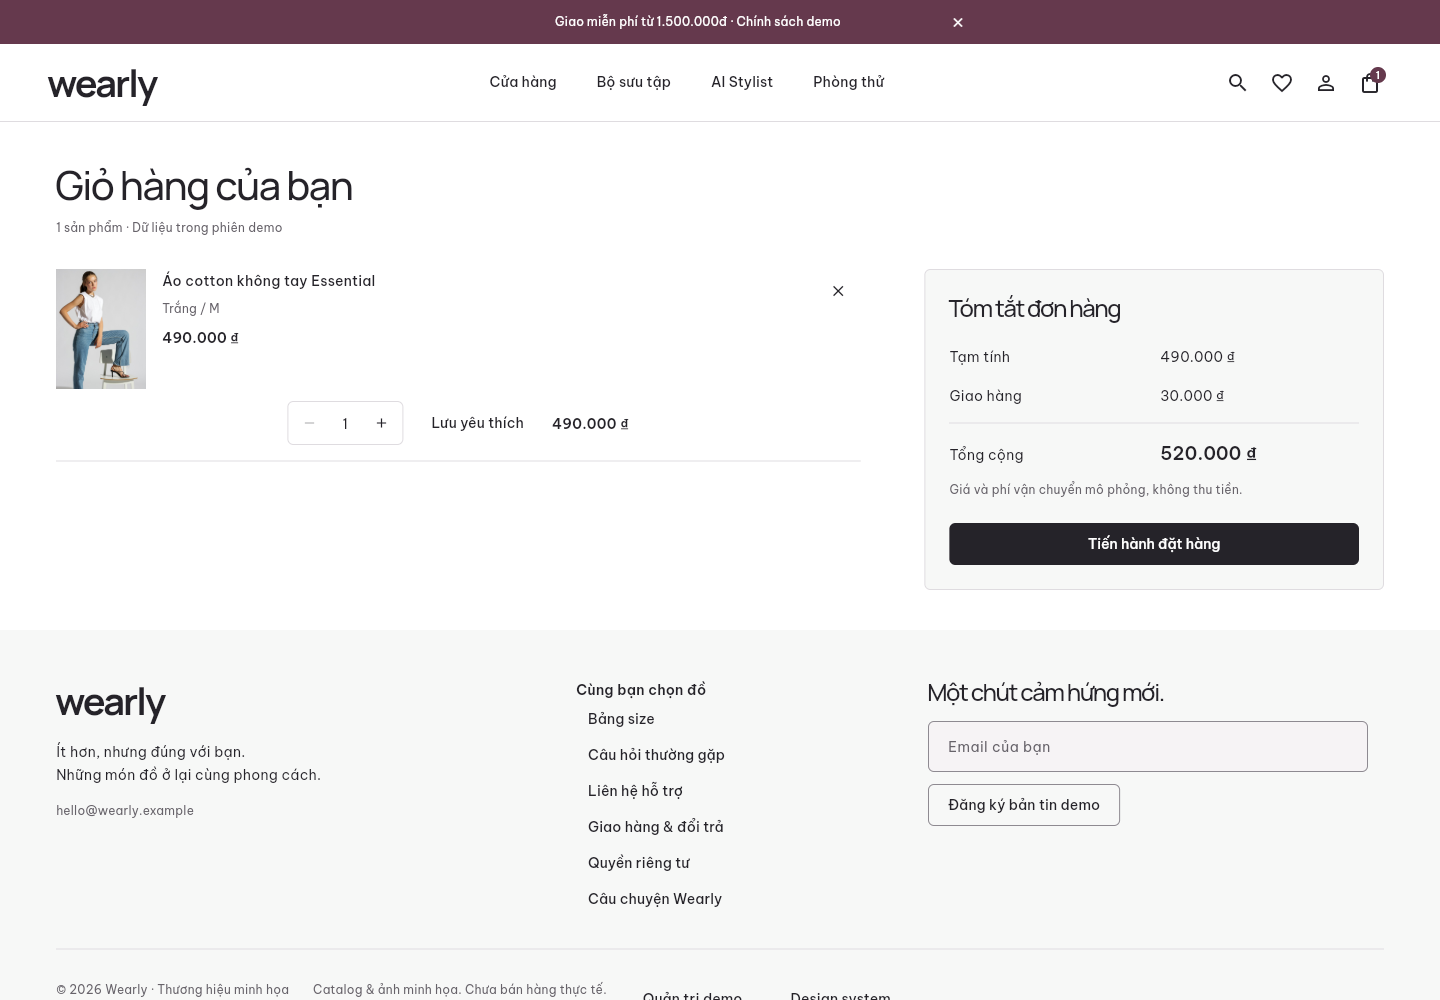 Giao miễn phí từ 1.500.000đ · Chính sách demo
wearly
Cửa hàng
Bộ sưu tập
AI Stylist
Phòng thử
1
Giỏ hàng của bạn
1 sản phẩm · Dữ liệu trong phiên demo
Áo cotton không tay Essential
Trắng / M
490.000 ₫
1
Lưu yêu thích
490.000 ₫
Tóm tắt đơn hàng
Tạm tính 490.000 ₫
Giao hàng 30.000 ₫
Tổng cộng 520.000 ₫
Giá và phí vận chuyển mô phỏng, không thu tiền.
Tiến hành đặt hàng
wearly
Ít hơn, nhưng đúng với bạn.
Những món đồ ở lại cùng phong cách.
hello@wearly.example
Cùng bạn chọn đồ
Bảng size
Câu hỏi thường gặp
Liên hệ hỗ trợ
Giao hàng & đổi trả
Quyền riêng tư
Câu chuyện Wearly
Một chút cảm hứng mới.
Email của bạn
Đăng ký bản tin demo
© 2026 Wearly · Thương hiệu minh họa
Catalog & ảnh minh họa. Chưa bán hàng thực tế.
Quản trị demo
Design system